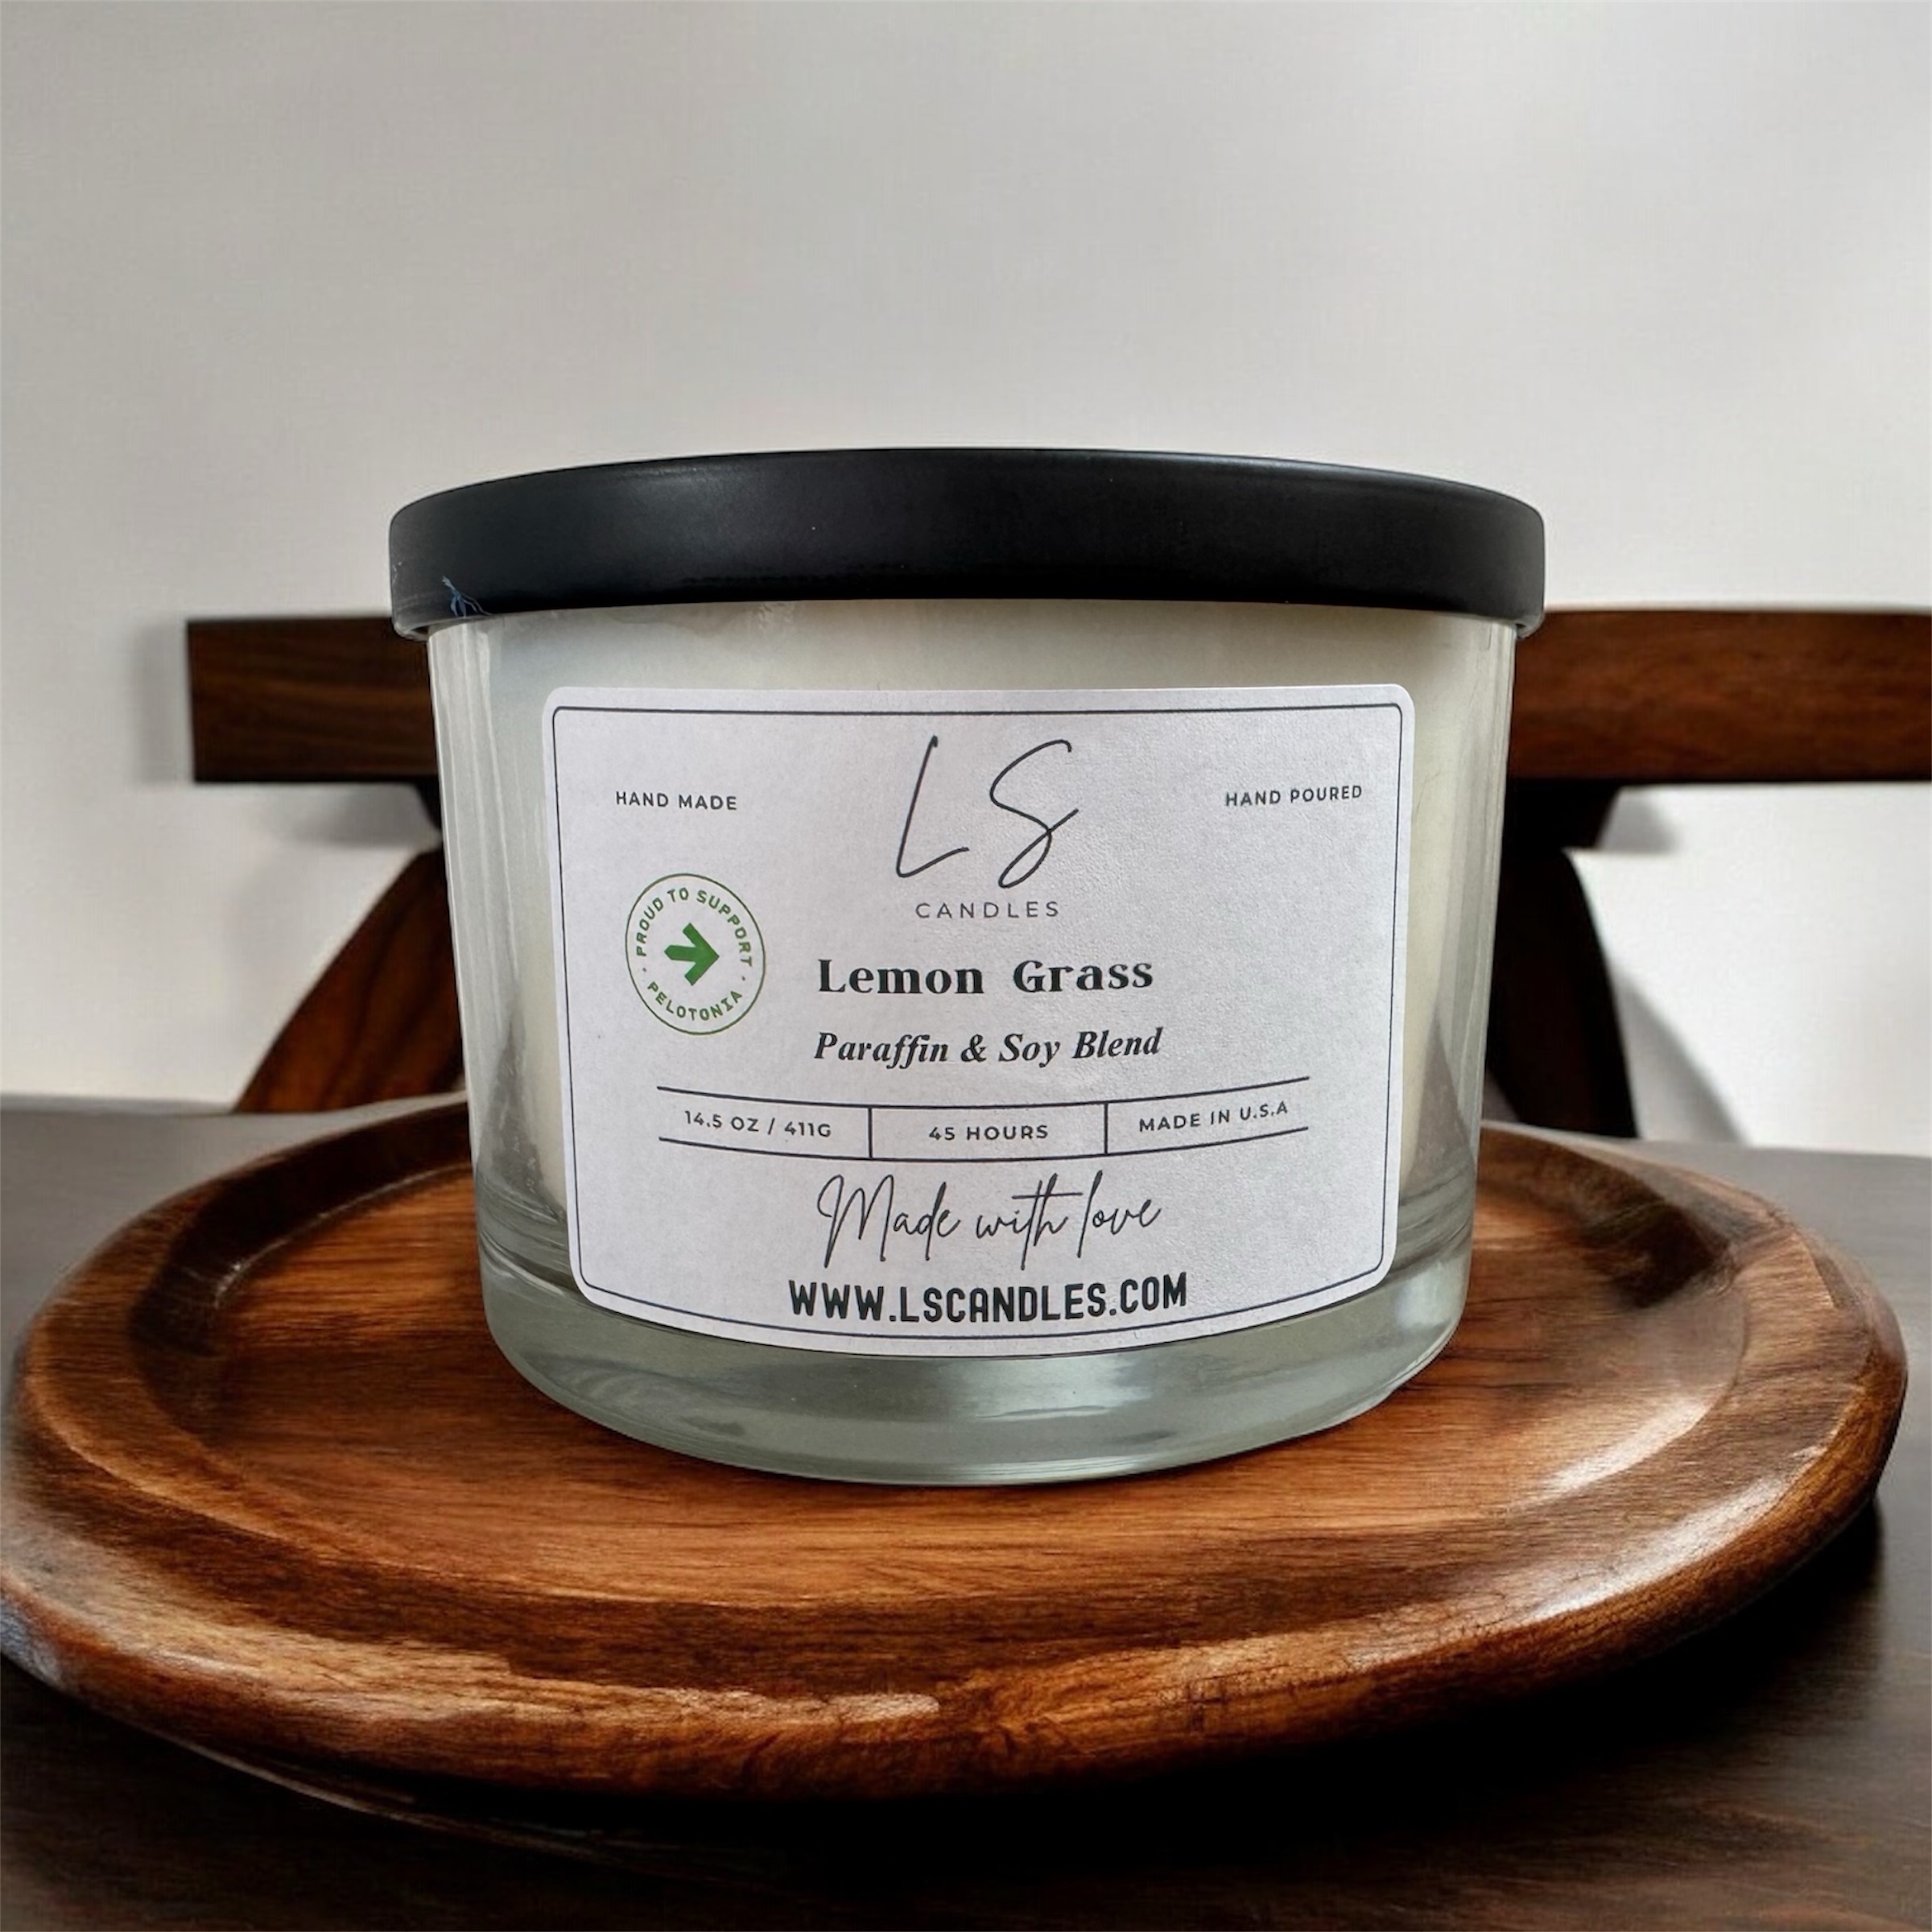 HAND MADE
LS
HAND POURED
CANDLES
PROUD TO SUPPORT
· PELOTONIA ·
Lemon Grass
Paraffin & Soy Blend
14.5 OZ / 411G
45 HOURS
MADE IN U.S.A
Made with love
WWW.LSCANDLES.COM